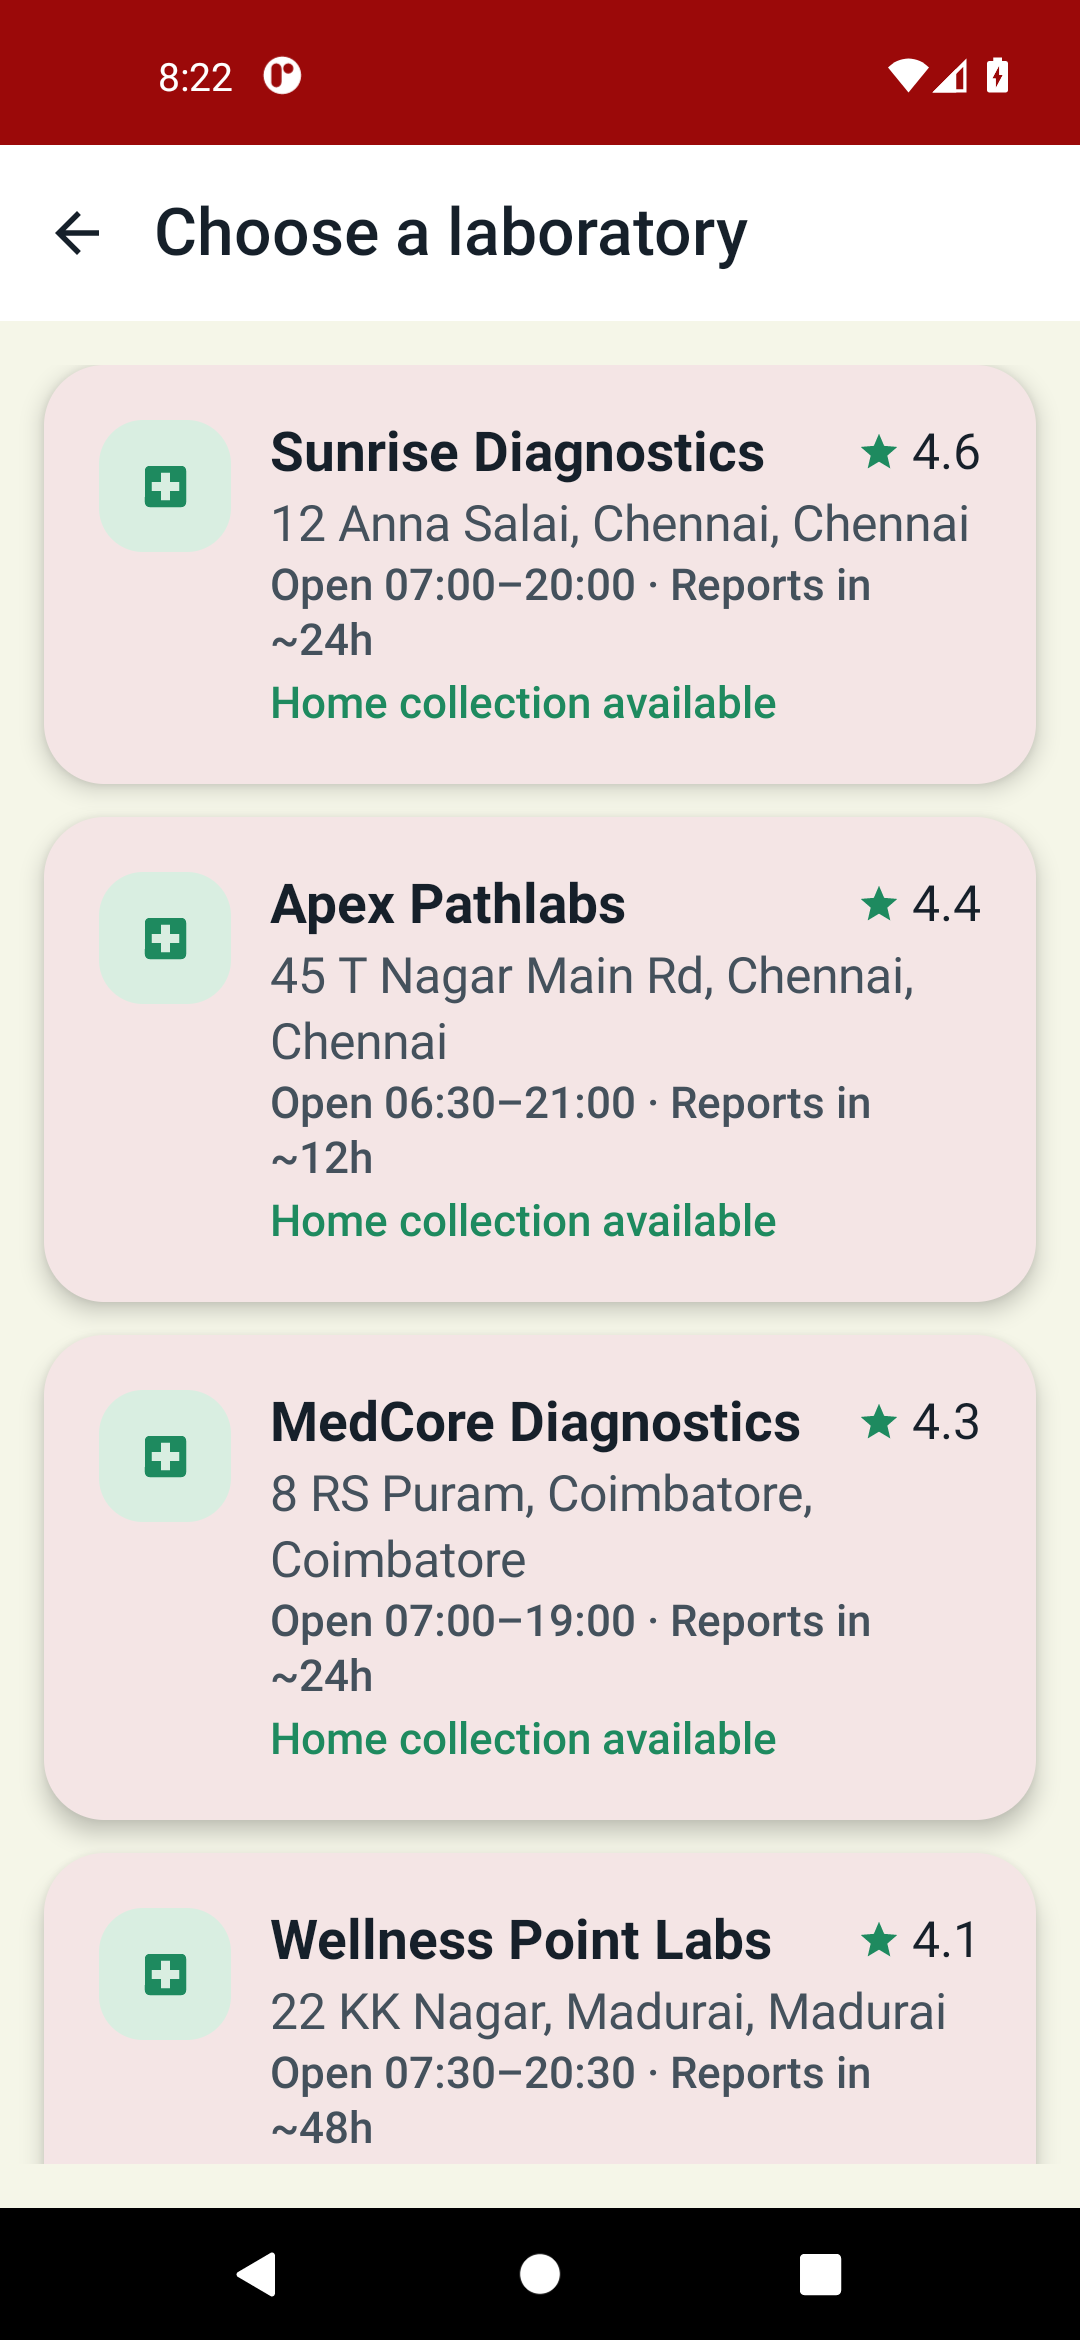 8:22
Choose a laboratory
Sunrise Diagnostics
4.6
12 Anna Salai, Chennai, Chennai
Open 07:00–20:00 · Reports in
~24h
Home collection available
Apex Pathlabs
4.4
45 T Nagar Main Rd, Chennai,
Chennai
Open 06:30–21:00 · Reports in
~12h
Home collection available
MedCore Diagnostics
4.3
8 RS Puram, Coimbatore,
Coimbatore
Open 07:00–19:00 · Reports in
~24h
Home collection available
Wellness Point Labs
4.1
22 KK Nagar, Madurai, Madurai
Open 07:30–20:30 · Reports in
~48h